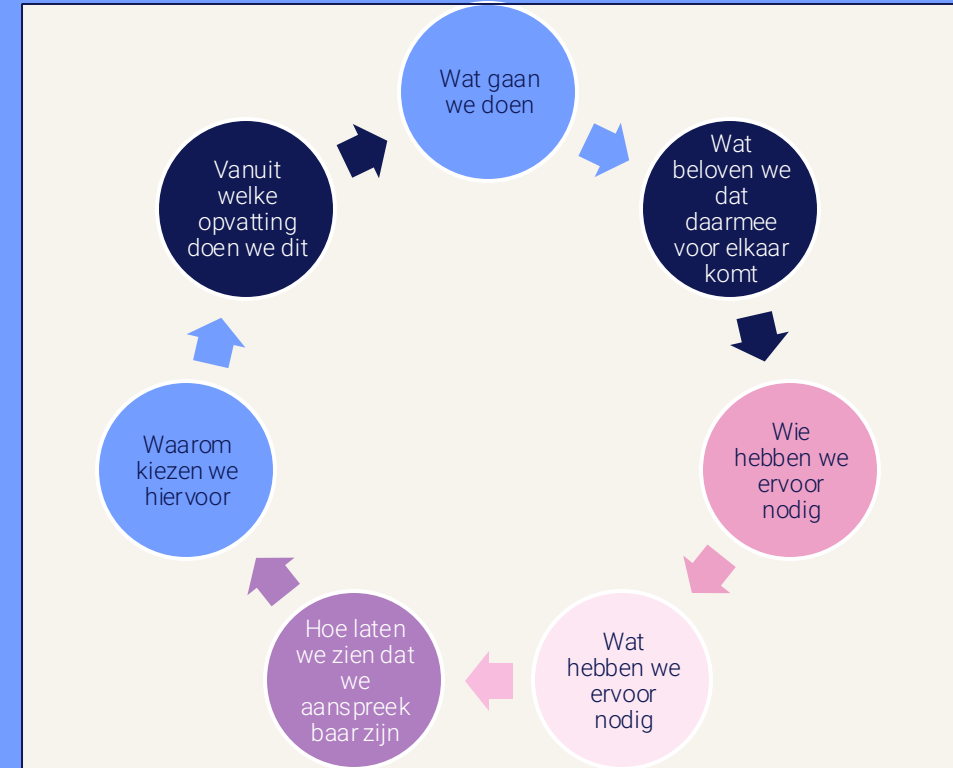 Wat gaan
we doen
Wat
beloven we
dat
daarmee
voor elkaar
komt
Wie
hebben we
ervoor
nodig
Wat
hebben we
ervoor
nodig
Hoe laten
we zien dat
we
aanspreek
baar zijn
Waarom
kiezen we
hiervoor
Vanuit
welke
opvatting
doen we dit